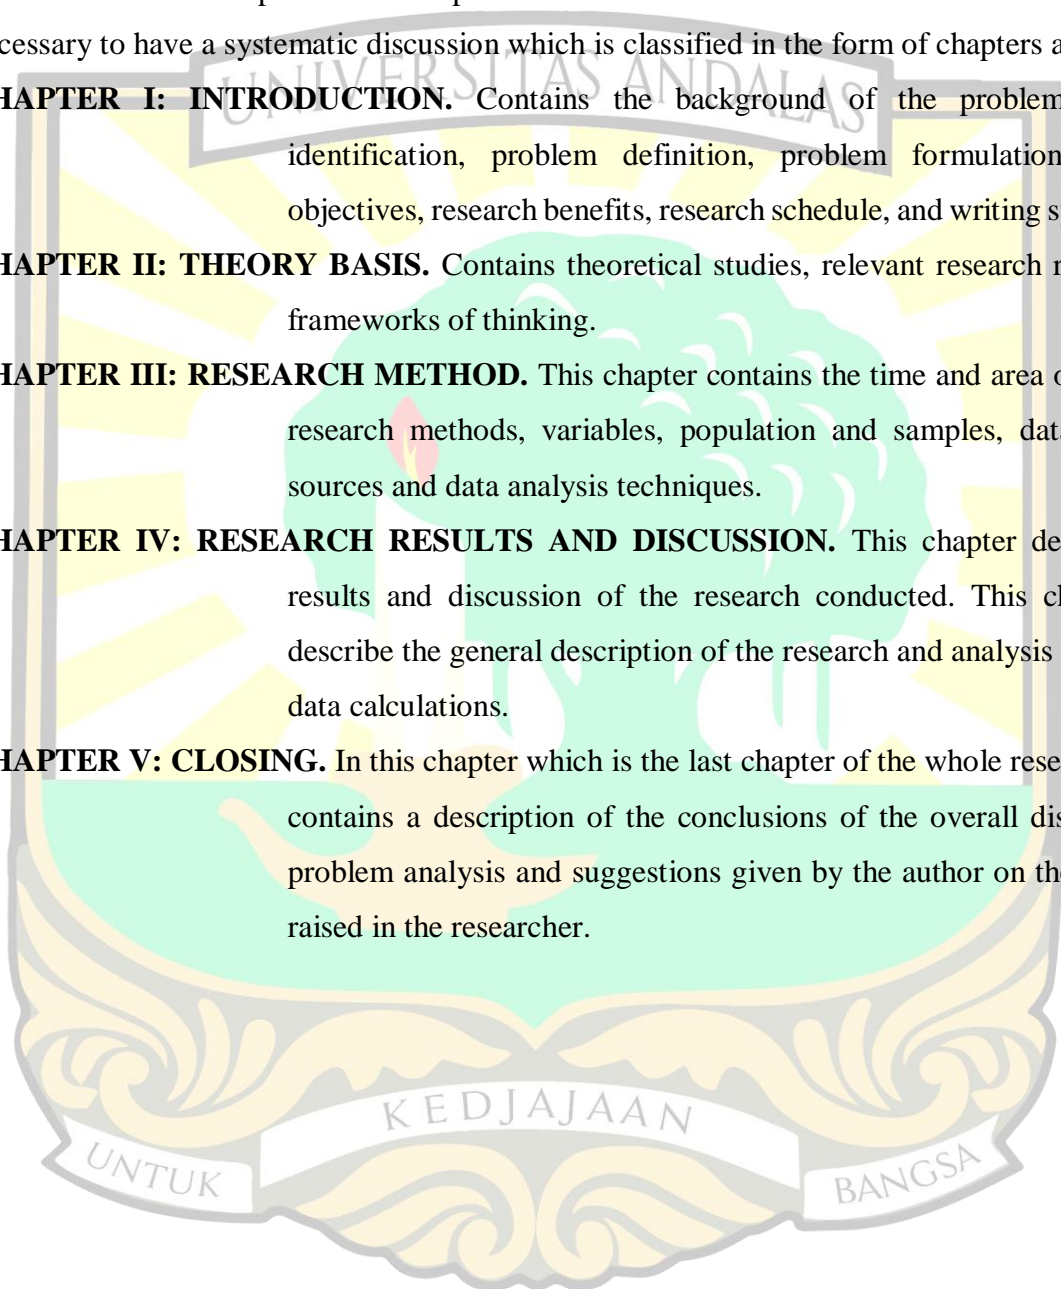 cessary to have a systematic discussion which is classified in the form of chapters a
HAPTER I: INTRODUCTION. Contains the background of the problem
identification, problem definition, problem formulation
objectives, research benefits, research schedule, and writing s
HAPTER II: THEORY BASIS. Contains theoretical studies, relevant research
frameworks of thinking.
HAPTER III: RESEARCH METHOD. This chapter contains the time and area
research methods, variables, population and samples, data
sources and data analysis techniques.
HAPTER IV: RESEARCH RESULTS AND DISCUSSION. This chapter de
results and discussion of the research conducted. This c
describe the general description of the research and analysis
data calculations.
HAPTER V: CLOSING. In this chapter which is the last chapter of the whole rese
contains a description of the conclusions of the overall dis
problem analysis and suggestions given by the author on the
raised in the researcher.
UNIVERSITAS ANDALAS
KEDJAJAAN
UNTUK
BANGSA